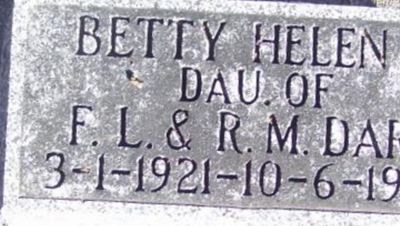 BETTY HELEN
DAU. OF
F. L. & R. M. DAR
3-1-1921-10-6-19